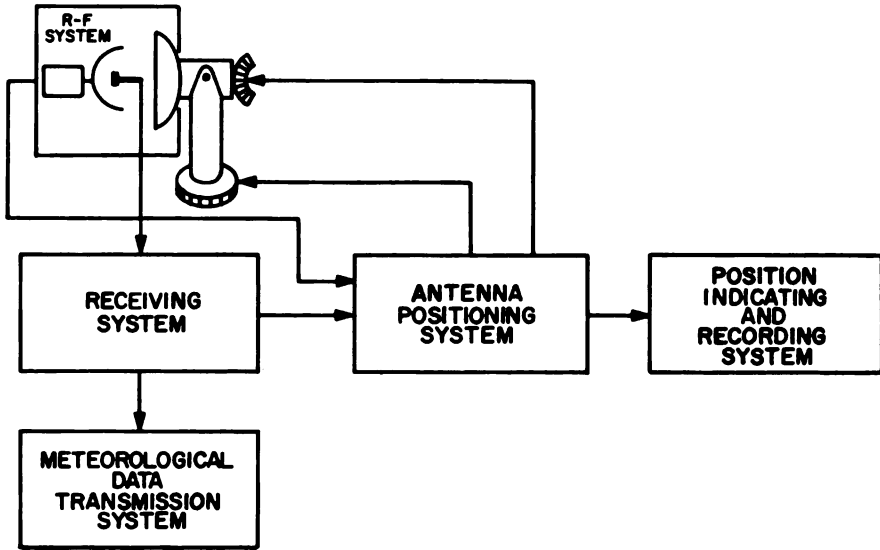 R-F
SYSTEM
RECEIVING
SYSTEM
ANTENNA
POSITIONING
SYSTEM
POSITION
INDICATING
AND
RECORDING
SYSTEM
METEOROLOGICAL
DATA
TRANSMISSION
SYSTEM